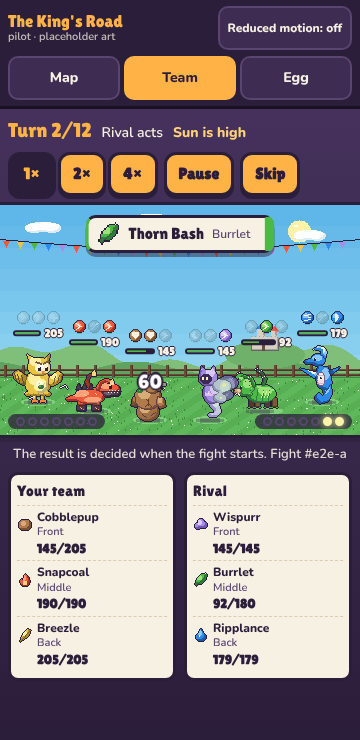 The King's Road
pilot · placeholder art
Reduced motion: off
Map
Team
Egg
Turn 2/12 Rival acts Sun is high
1×
2×
4×
Pause
Skip
Thorn Bash Burrlet
205
190
145
145
92
179
60
The result is decided when the fight starts. Fight #e2e-a
Your team
Cobblepup
Front
145/205
Snapcoal
Middle
190/190
Breezle
Back
205/205
Rival
Wispurr
Front
145/145
Burrlet
Middle
92/180
Ripplance
Back
179/179